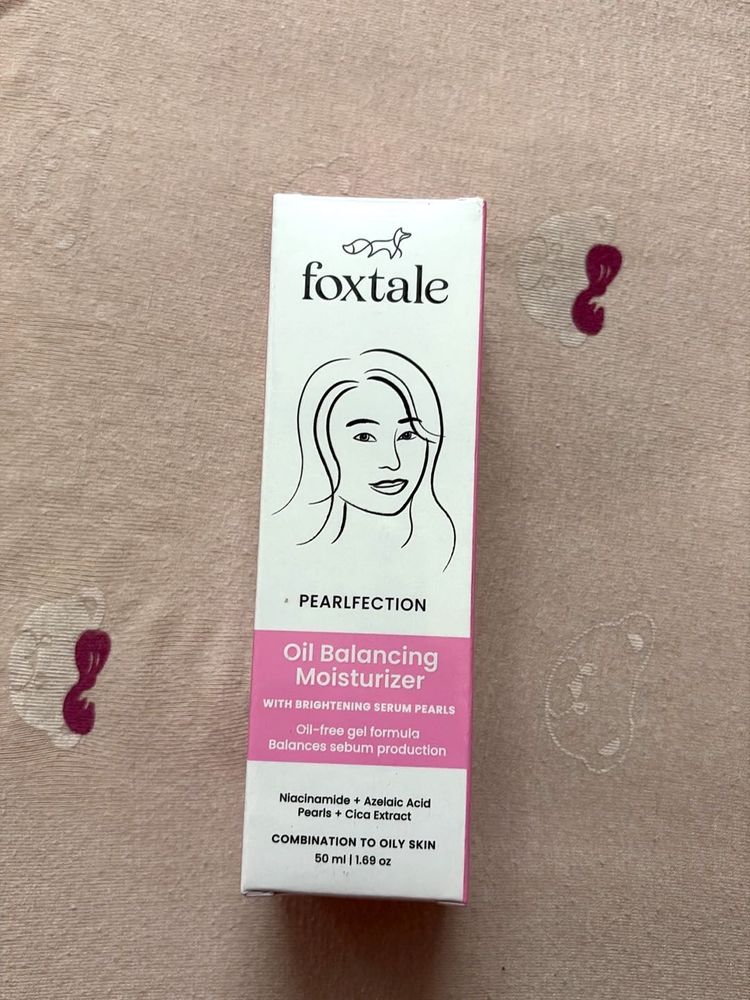 foxtale
PEARLFECTION
Oil Balancing
Moisturizer
WITH BRIGHTENING SERUM PEARLS
Oil-free gel formula
Balances sebum production
Niacinamide + Azelaic Acid
Pearls + Cica Extract
COMBINATION TO OILY SKIN
50 ml | 1.69 oz